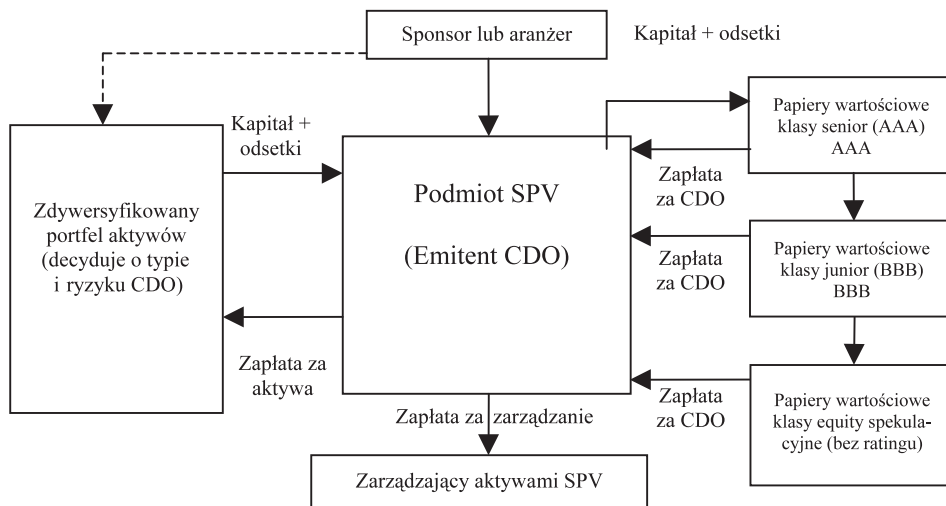 Sponsor lub aranżer
Kapitał + odsetki
Kapitał +
odsetki
Zdywersyfikowany
portfel aktywów
(decyduje o typie
i ryzyku CDO)
Zapłata za
aktywa
Podmiot SPV
(Emitent CDO)
Papiery wartościowe
klasy senior (AAA)
AAA
Zapłata
za CDO
Papiery wartościowe
klasy junior (BBB)
BBB
Zapłata
za CDO
Papiery wartościowe
klasy equity spekula-
cyjne (bez ratingu)
Zapłata
za CDO
Zapłata za zarządzanie
Zarządzający aktywami SPV